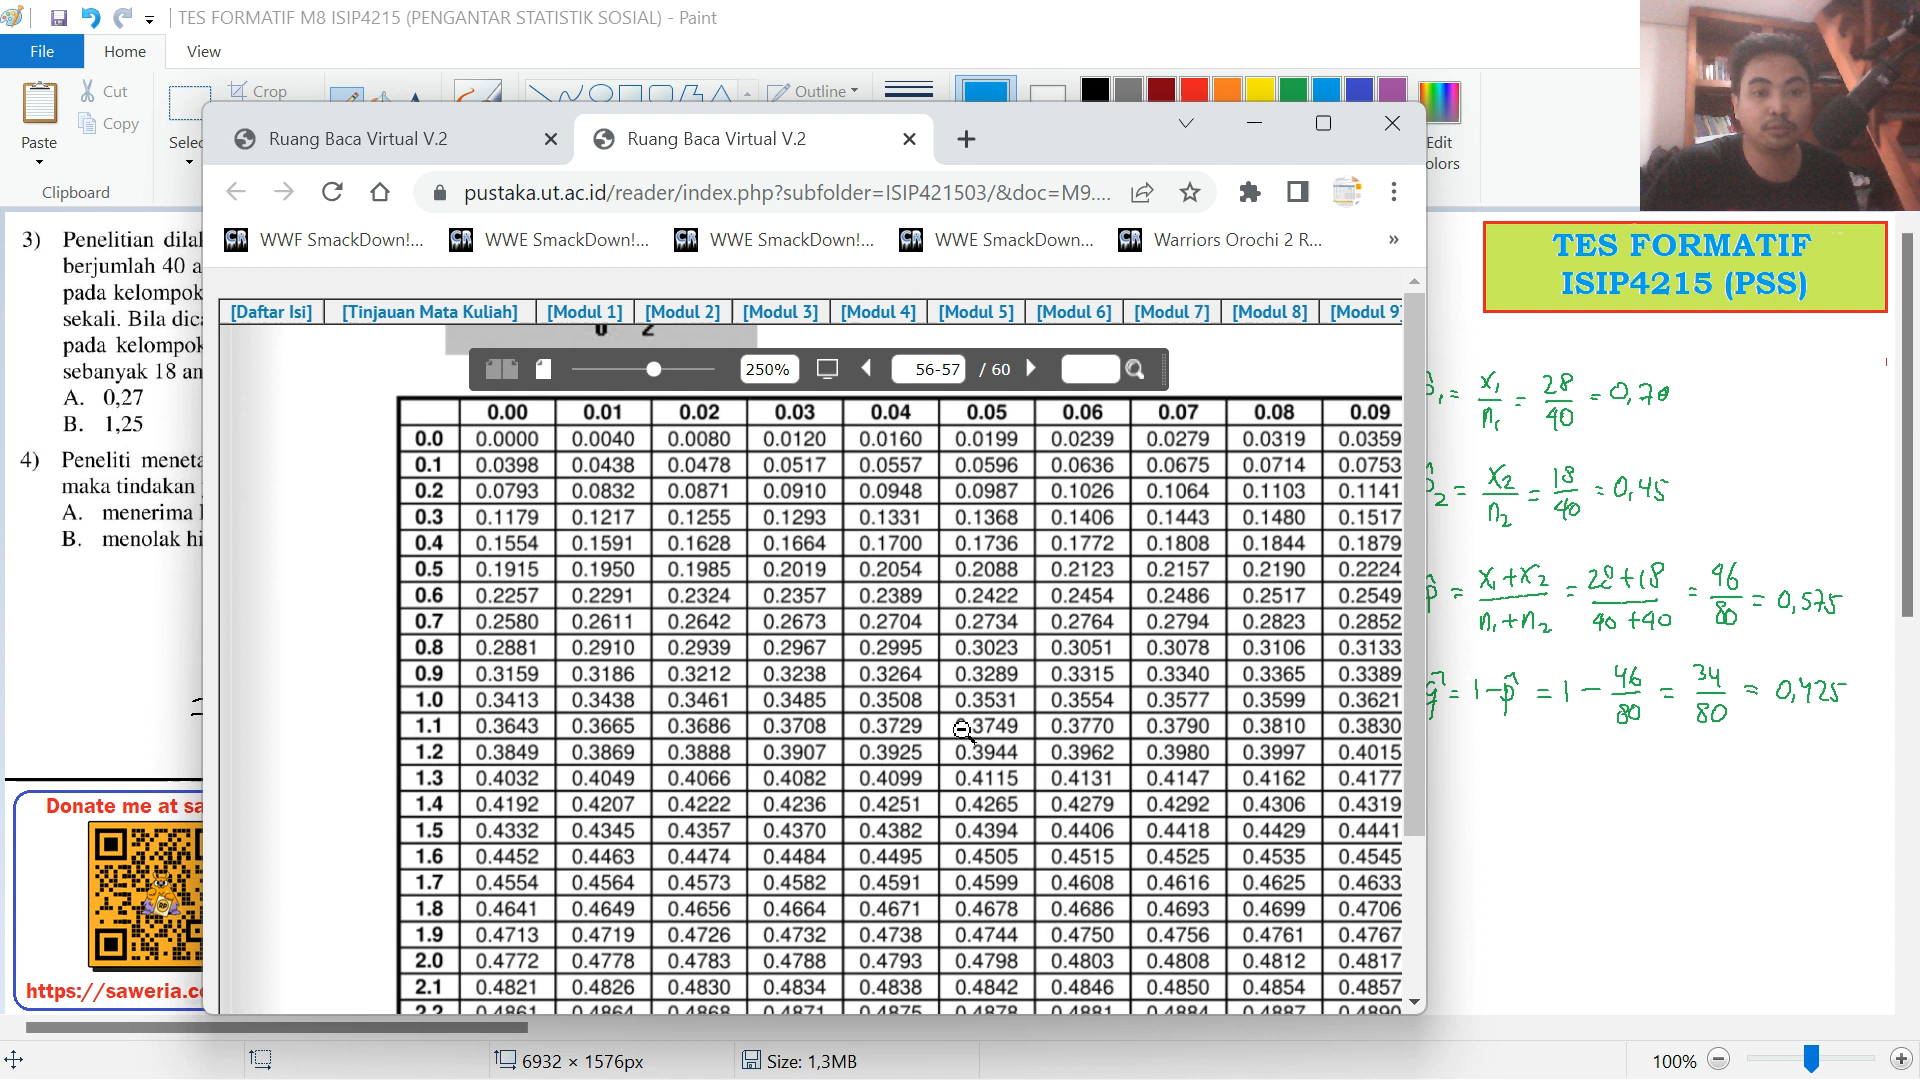 TES FORMATIF M8 ISIP4215 (PENGANTAR STATISTIK SOSIAL) - Paint
File Home View
Cut
Crop
Outline
Copy
Paste
Edit
Clipboard
Ruang Baca Virtual V.2
Ruang Baca Virtual V.2
pustaka.ut.ac.id/reader/index.php?subfolder=ISIP421503/&doc=M9....
WWF SmackDown!...
WWE SmackDown!...
WWE SmackDown!...
WWE SmackDown...
Warriors Orochi 2 R...
»
[Daftar Isi] [Tinjauan Mata Kuliah] [Modul 1] [Modul 2] [Modul 3] [Modul 4] [Modul 5] [Modul 6] [Modul 7] [Modul 8] [Modul 9]
250% 56-57 / 60
0.00 0.01 0.02 0.03 0.04 0.05 0.06 0.07 0.08 0.09
0.0 0.0000 0.0040 0.0080 0.0120 0.0160 0.0199 0.0239 0.0279 0.0319 0.0359
0.1 0.0398 0.0438 0.0478 0.0517 0.0557 0.0596 0.0636 0.0675 0.0714 0.0753
0.2 0.0793 0.0832 0.0871 0.0910 0.0948 0.0987 0.1026 0.1064 0.1103 0.1141
0.3 0.1179 0.1217 0.1255 0.1293 0.1331 0.1368 0.1406 0.1443 0.1480 0.1517
0.4 0.1554 0.1591 0.1628 0.1664 0.1700 0.1736 0.1772 0.1808 0.1844 0.1879
0.5 0.1915 0.1950 0.1985 0.2019 0.2054 0.2088 0.2123 0.2157 0.2190 0.2224
0.6 0.2257 0.2291 0.2324 0.2357 0.2389 0.2422 0.2454 0.2486 0.2517 0.2549
0.7 0.2580 0.2611 0.2642 0.2673 0.2704 0.2734 0.2764 0.2794 0.2823 0.2852
0.8 0.2881 0.2910 0.2939 0.2967 0.2995 0.3023 0.3051 0.3078 0.3106 0.3133
0.9 0.3159 0.3186 0.3212 0.3238 0.3264 0.3289 0.3315 0.3340 0.3365 0.3389
1.0 0.3413 0.3438 0.3461 0.3485 0.3508 0.3531 0.3554 0.3577 0.3599 0.3621
1.1 0.3643 0.3665 0.3686 0.3708 0.3729 0.3749 0.3770 0.3790 0.3810 0.3830
1.2 0.3849 0.3869 0.3888 0.3907 0.3925 0.3944 0.3962 0.3980 0.3997 0.4015
1.3 0.4032 0.4049 0.4066 0.4082 0.4099 0.4115 0.4131 0.4147 0.4162 0.4177
1.4 0.4192 0.4207 0.4222 0.4236 0.4251 0.4265 0.4279 0.4292 0.4306 0.4319
1.5 0.4332 0.4345 0.4357 0.4370 0.4382 0.4394 0.4406 0.4418 0.4429 0.4441
1.6 0.4452 0.4463 0.4474 0.4484 0.4495 0.4505 0.4515 0.4525 0.4535 0.4545
1.7 0.4554 0.4564 0.4573 0.4582 0.4591 0.4599 0.4608 0.4616 0.4625 0.4633
1.8 0.4641 0.4649 0.4656 0.4664 0.4671 0.4678 0.4686 0.4693 0.4699 0.4706
1.9 0.4713 0.4719 0.4726 0.4732 0.4738 0.4744 0.4750 0.4756 0.4761 0.4767
2.0 0.4772 0.4778 0.4783 0.4788 0.4793 0.4798 0.4803 0.4808 0.4812 0.4817
2.1 0.4821 0.4826 0.4830 0.4834 0.4838 0.4842 0.4846 0.4850 0.4854 0.4857
2.2 0.4861 0.4864 0.4868 0.4871 0.4875 0.4878 0.4881 0.4884 0.4887 0.4890
3) Penelitian
berjumlah 40
pada kelompok
sekali. Bila
pada kelompok
sebanyak 18
A. 0,27
B. 1,25
4) Peneliti
maka tindakan
A. menerima
B. menolak
Donate me at
https://saweria.
TES FORMATIF
ISIP4215 (PSS)
p̂₁ = x₁/n₁ = 28/40 = 0,70
p̂₂ = x₂/n₂ = 18/40 = 0,45
p̂ = x₁+x₂/n₁+n₂ = 28+18/40+40 = 46/80 = 0,575
q̂ = 1-p̂ = 1 - 46/80 = 34/80 = 0,425
6932 × 1576px
Size: 1,3MB
100%